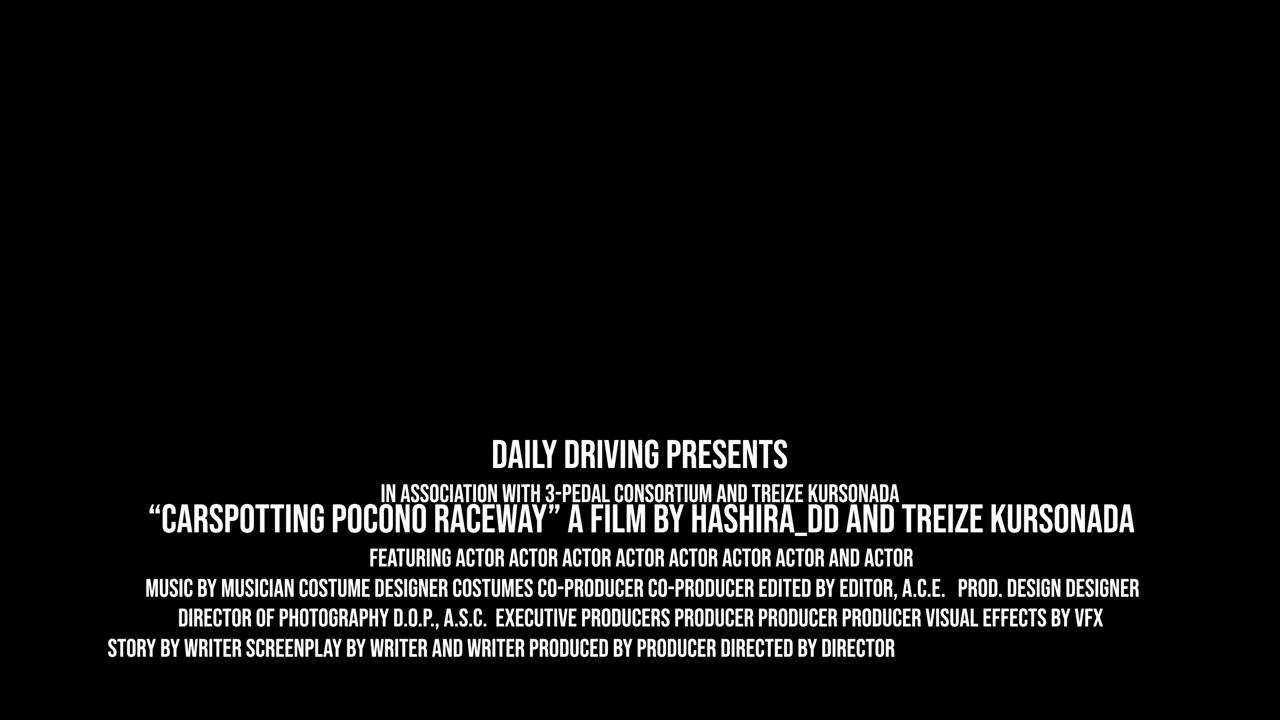 DAILY DRIVING PRESENTS
IN ASSOCIATION WITH 3-PEDAL CONSORTIUM AND TREIZE KURSONADA
“CARSPOTTING POCONO RACEWAY” A FILM BY HASHIRA_DD AND TREIZE KURSONADA
FEATURING ACTOR ACTOR ACTOR ACTOR ACTOR ACTOR ACTOR AND ACTOR
MUSIC BY MUSICIAN COSTUME DESIGNER COSTUMES CO-PRODUCER CO-PRODUCER EDITED BY EDITOR, A.C.E. PROD. DESIGN DESIGNER
DIRECTOR OF PHOTOGRAPHY D.O.P., A.S.C. EXECUTIVE PRODUCERS PRODUCER PRODUCER PRODUCER VISUAL EFFECTS BY VFX
STORY BY WRITER SCREENPLAY BY WRITER AND WRITER PRODUCED BY PRODUCER DIRECTED BY DIRECTOR